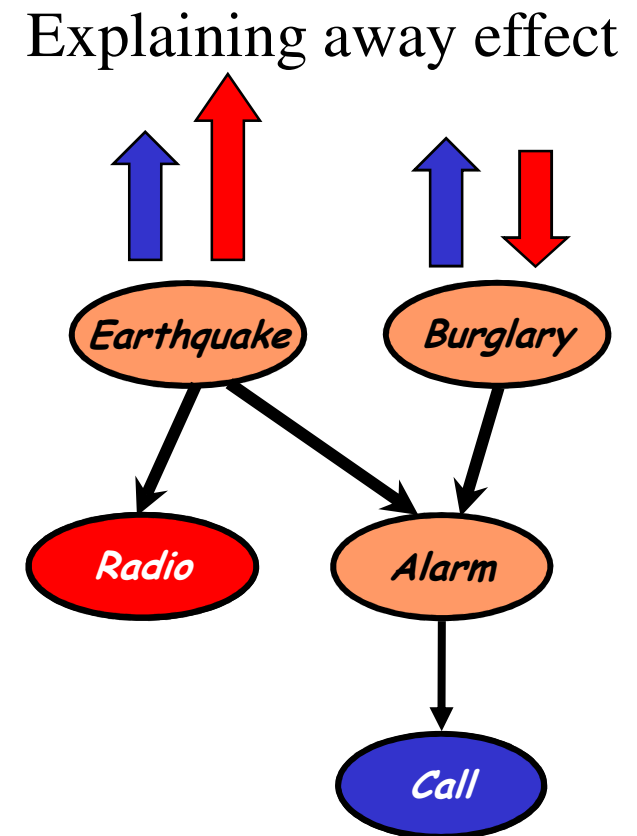 Explaining away effect
Earthquake
Burglary
Radio
Alarm
Call